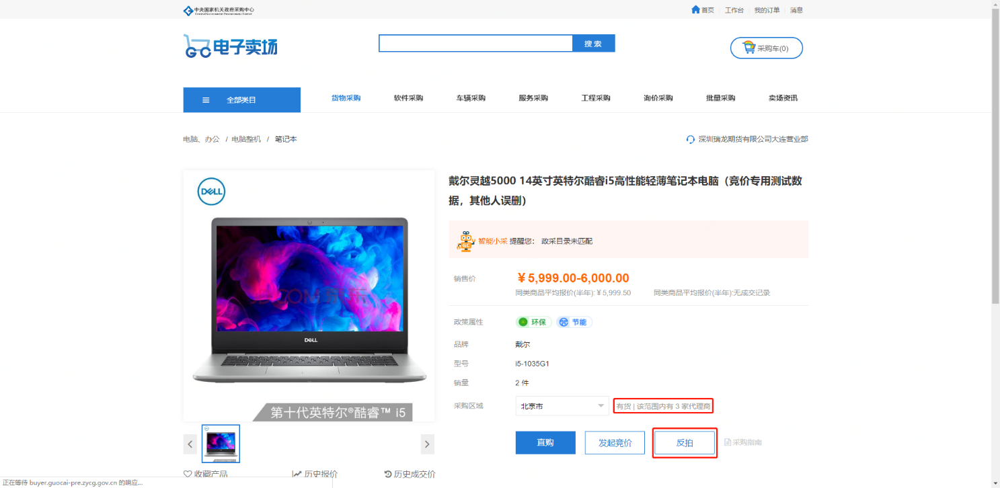 中央国家机关政府采购中心
Central Government Procurement Center
首页 工作台 我的订单 消息
GC 电子卖场
搜 索
采购车(0)
全部类目 货物采购 软件采购 车辆采购 服务采购 工程采购 询价采购 批量采购 卖场资讯
电脑、办公 / 电脑整机 / 笔记本
深圳瑞龙期货有限公司大连营业部
DELL
DELL
第十代英特尔®酷睿™ i5
戴尔灵越5000 14英寸英特尔酷睿i5高性能轻薄笔记本电脑（竞价专用测试数
据，其他人误删）
智能小采 提醒您： 政采目录未匹配
销售价 ¥ 5,999.00-6,000.00
同类商品平均报价(半年): ¥ 5,999.50 同类商品平均报价(半年):无成交记录
政策属性 环保 节能
品牌 戴尔
型号 i5-1035G1
销量 2 件
采购区域 北京市 有货 | 该范围内有 3 家代理商
直购 发起竞价 反拍 采购指南
收藏产品 历史报价 历史成交价
正在等待 buyer.guocai-pre.zycg.gov.cn 的响应...